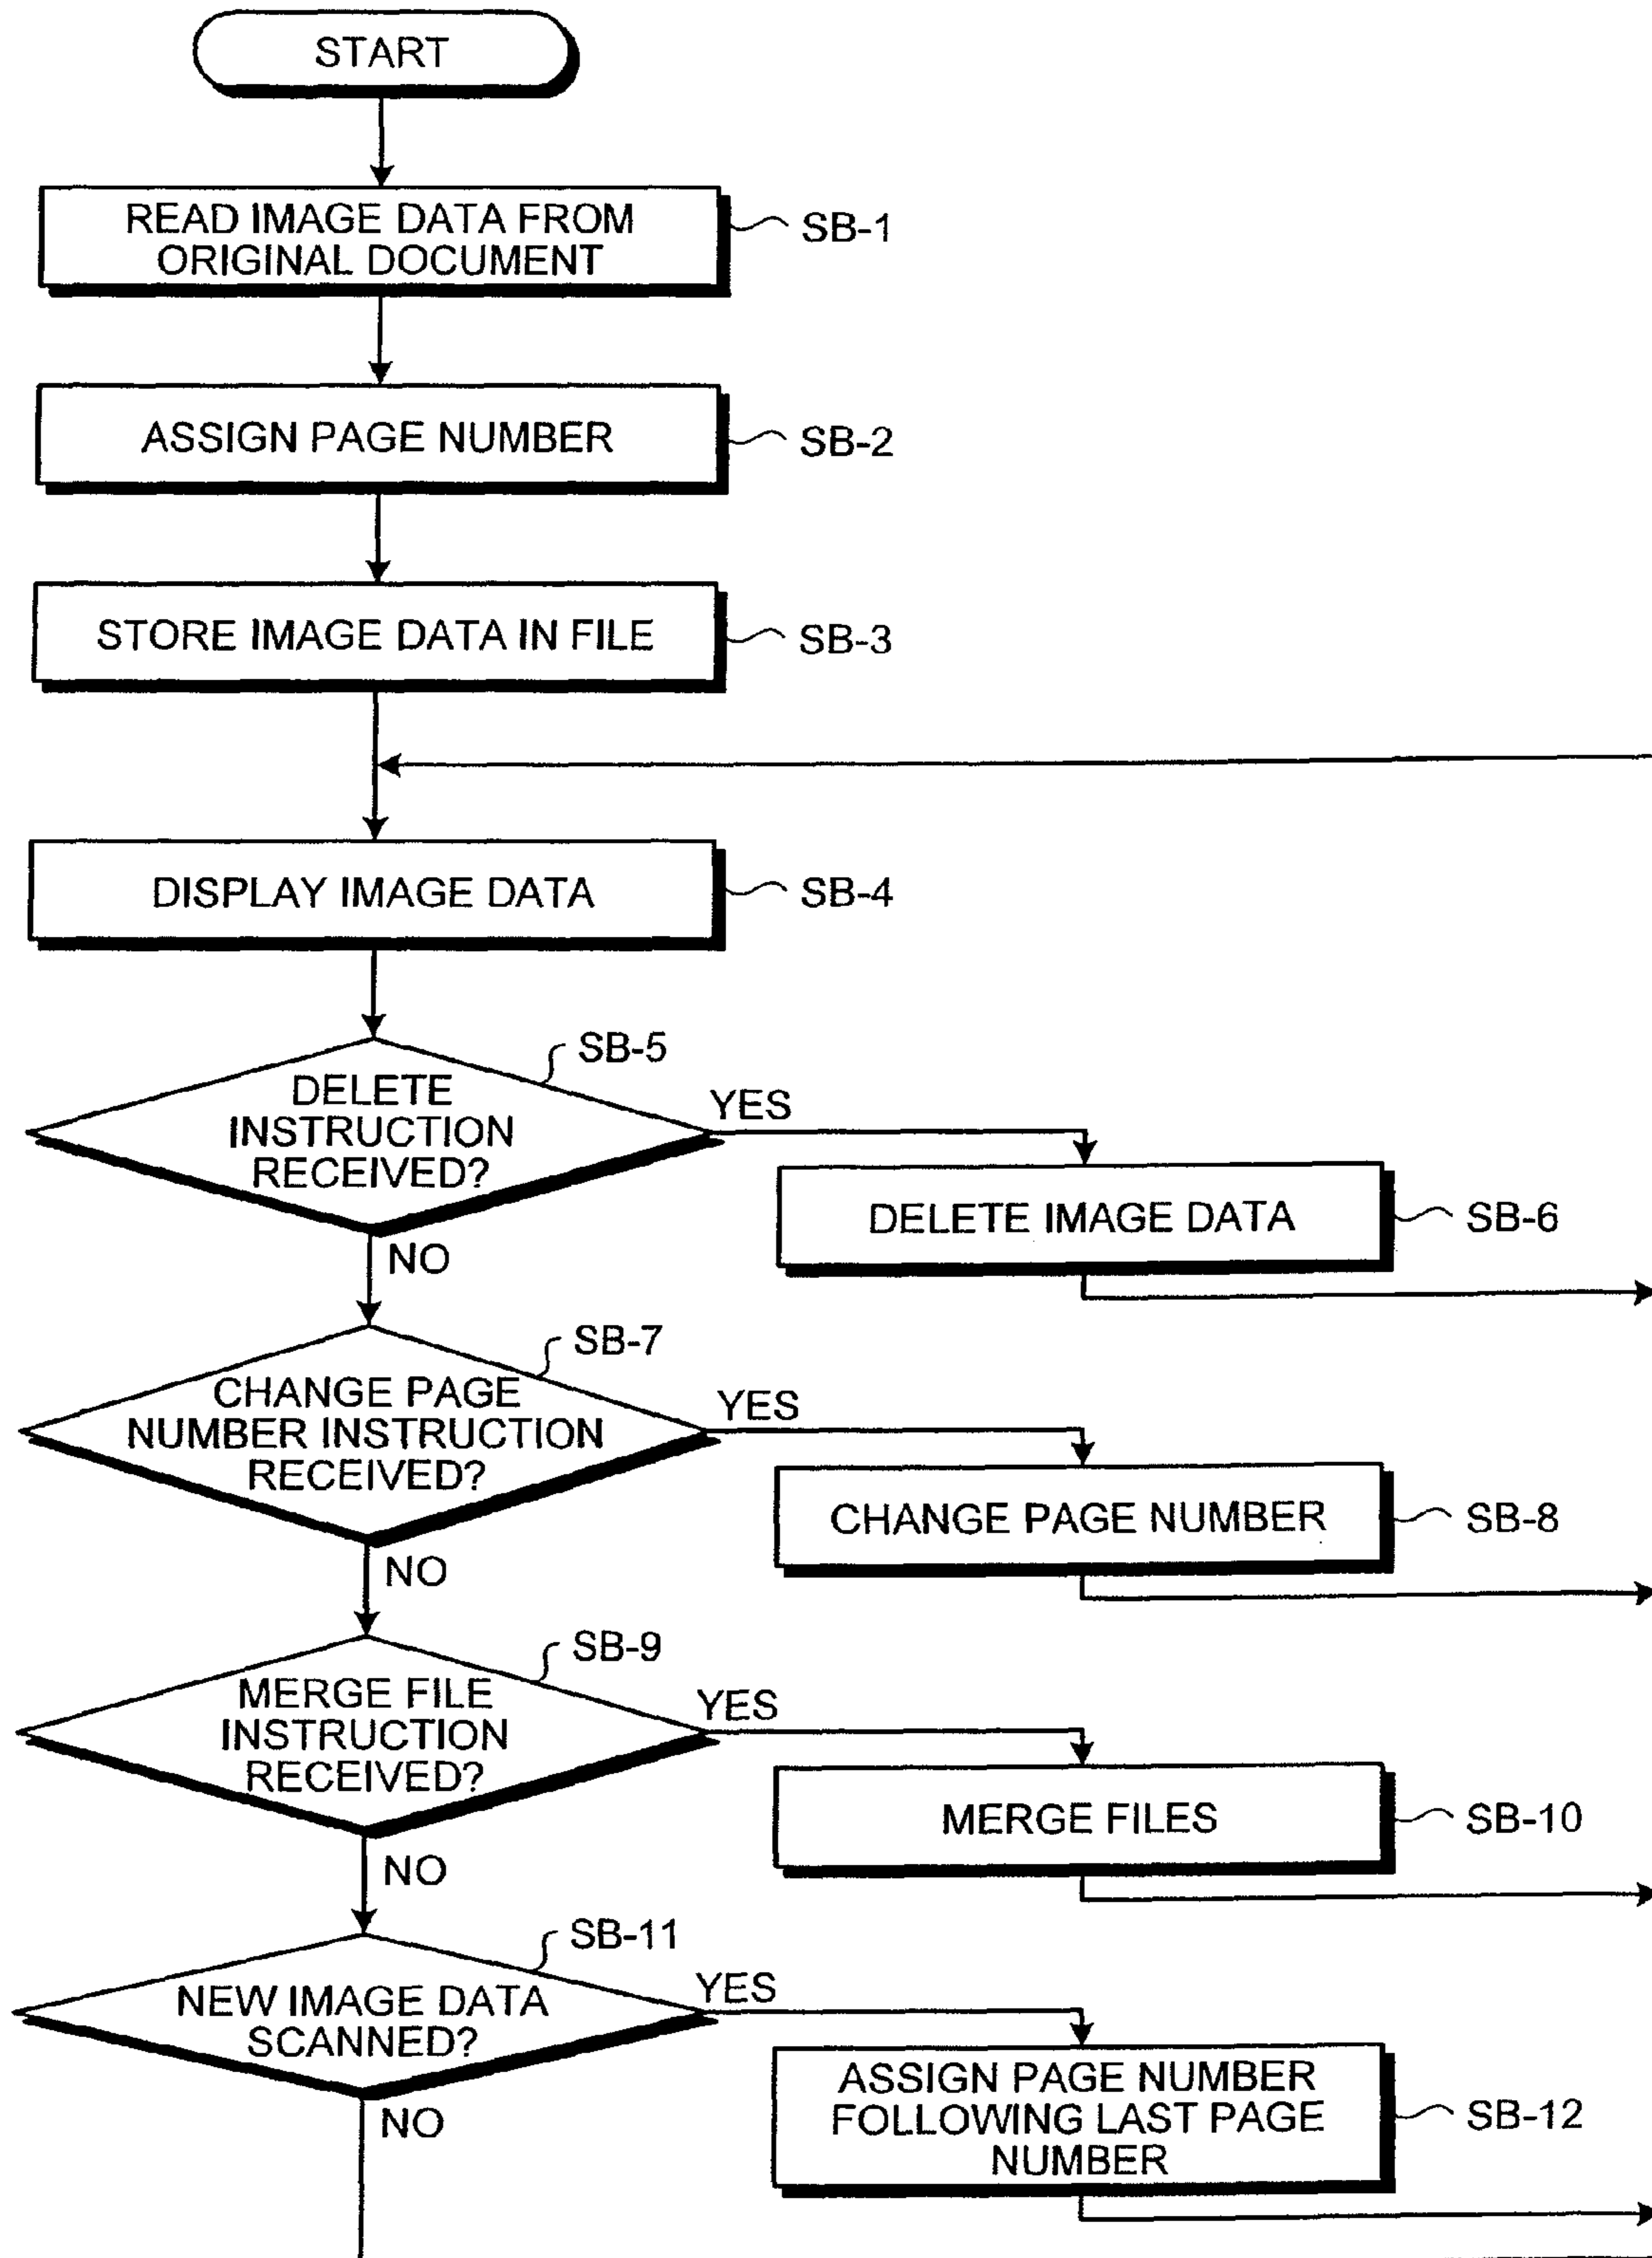 START
READ IMAGE DATA FROM
ORIGINAL DOCUMENT
SB-1
ASSIGN PAGE NUMBER
SB-2
STORE IMAGE DATA IN FILE
SB-3
DISPLAY IMAGE DATA
SB-4
SB-5
DELETE
INSTRUCTION
RECEIVED?
YES
DELETE IMAGE DATA
SB-6
NO
SB-7
CHANGE PAGE
NUMBER INSTRUCTION
RECEIVED?
YES
CHANGE PAGE NUMBER
SB-8
NO
SB-9
MERGE FILE
INSTRUCTION
RECEIVED?
YES
MERGE FILES
SB-10
NO
SB-11
NEW IMAGE DATA
SCANNED?
YES
ASSIGN PAGE NUMBER
FOLLOWING LAST PAGE
NUMBER
SB-12
NO